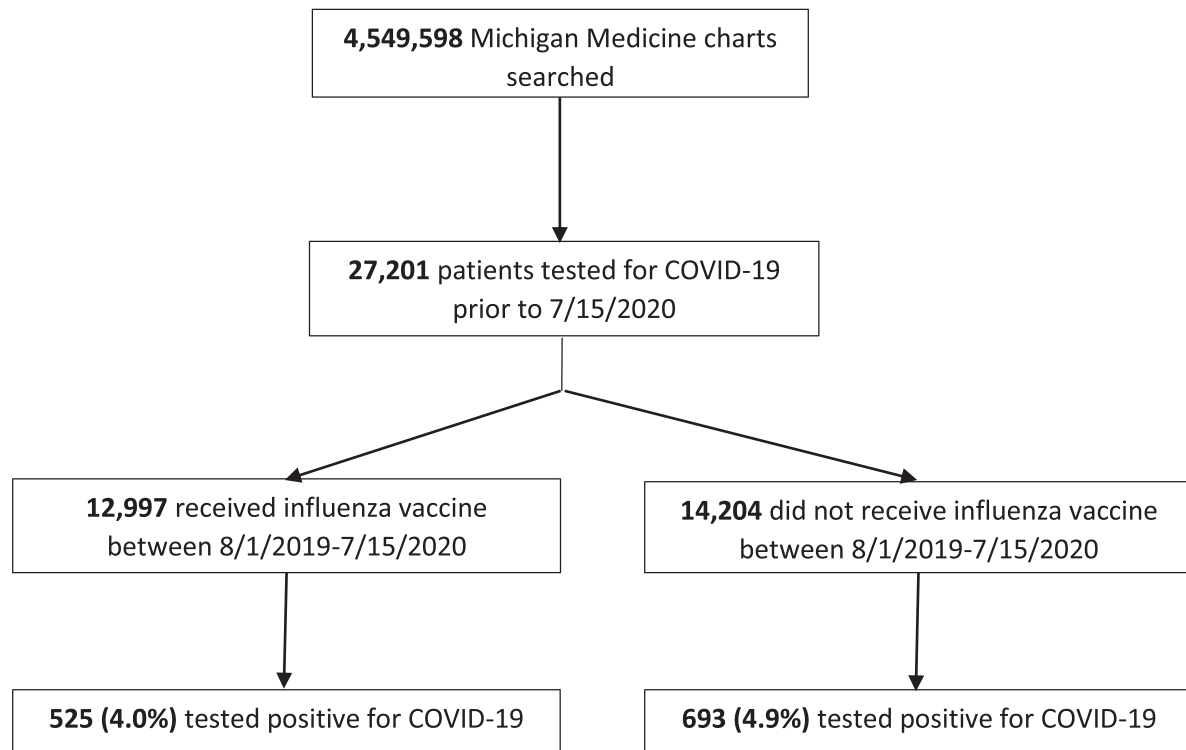 4,549,598 Michigan Medicine charts
searched
27,201 patients tested for COVID-19
prior to 7/15/2020
12,997 received influenza vaccine
between 8/1/2019-7/15/2020
14,204 did not receive influenza vaccine
between 8/1/2019-7/15/2020
525 (4.0%) tested positive for COVID-19
693 (4.9%) tested positive for COVID-19